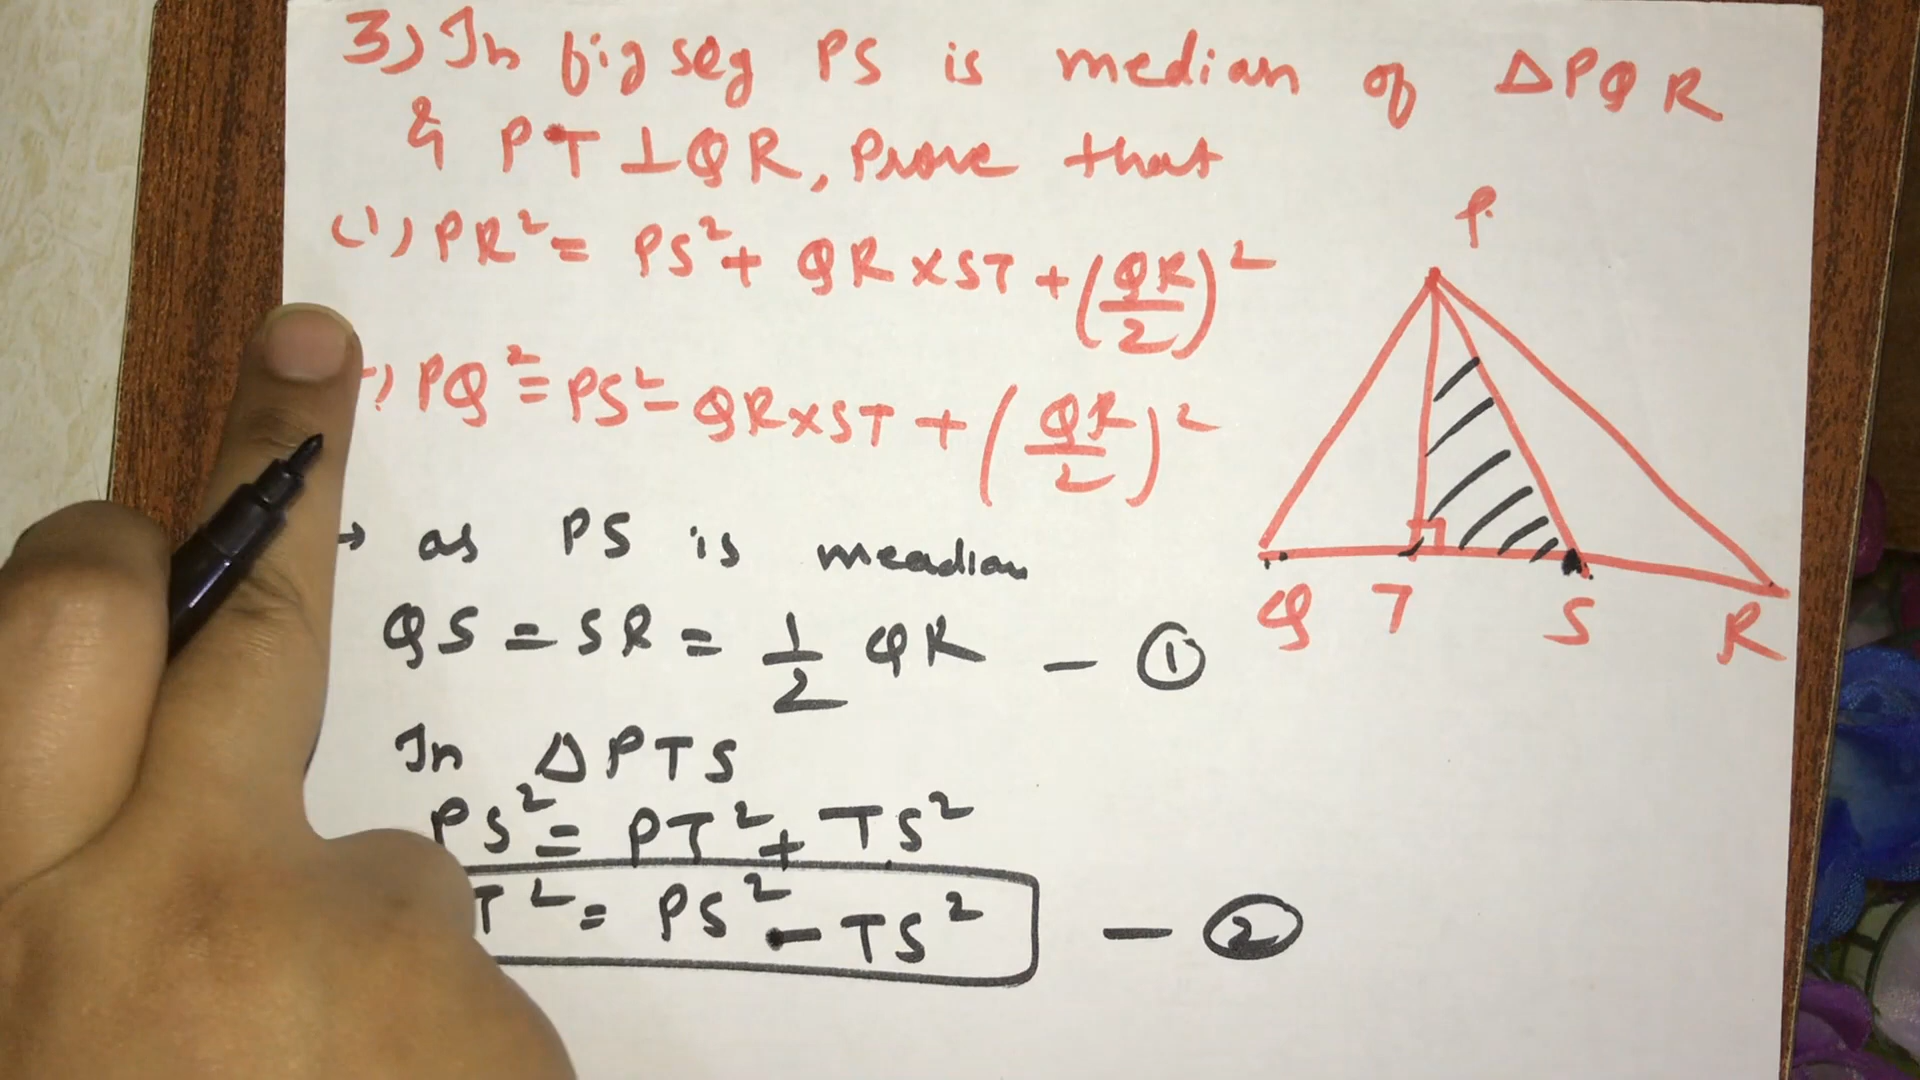 3) In fig seg PS is median of ΔPQR
& PT ⊥ QR, Prove that
(1) PR² = PS² + QR × ST + (QR/2)²
) PQ² = PS² - QR × ST + (QR/2)²
→ as PS is meadian
QS = SR = 1/2 QR — ①
In Δ PTS
PS² = PT² + TS²
T² = PS² - TS² — ②
P
Q T S R